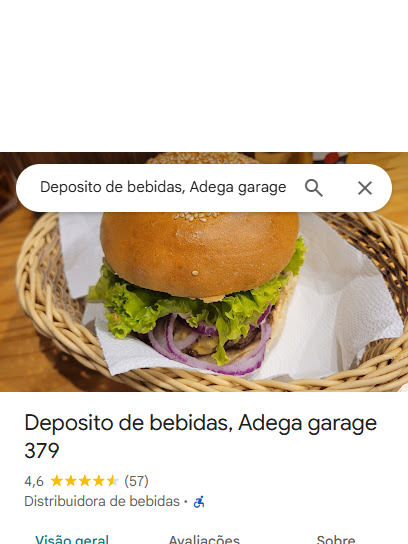 Deposito de bebidas, Adega garage
Deposito de bebidas, Adega garage
379
4,6 (57)
Distribuidora de bebidas ·
Visão geral Avaliações Sobre